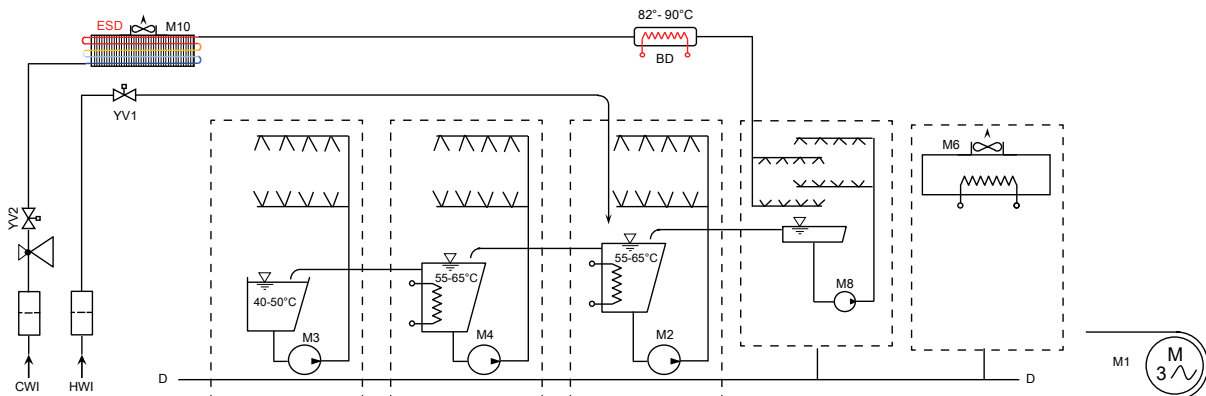 82°- 90°C
ESD
M10
BD
YV1
M6
YV2
55-65°C
55-65°C
40-50°C
M8
M3
M4
M2
M1
M
3
D
D
CWI
HWI